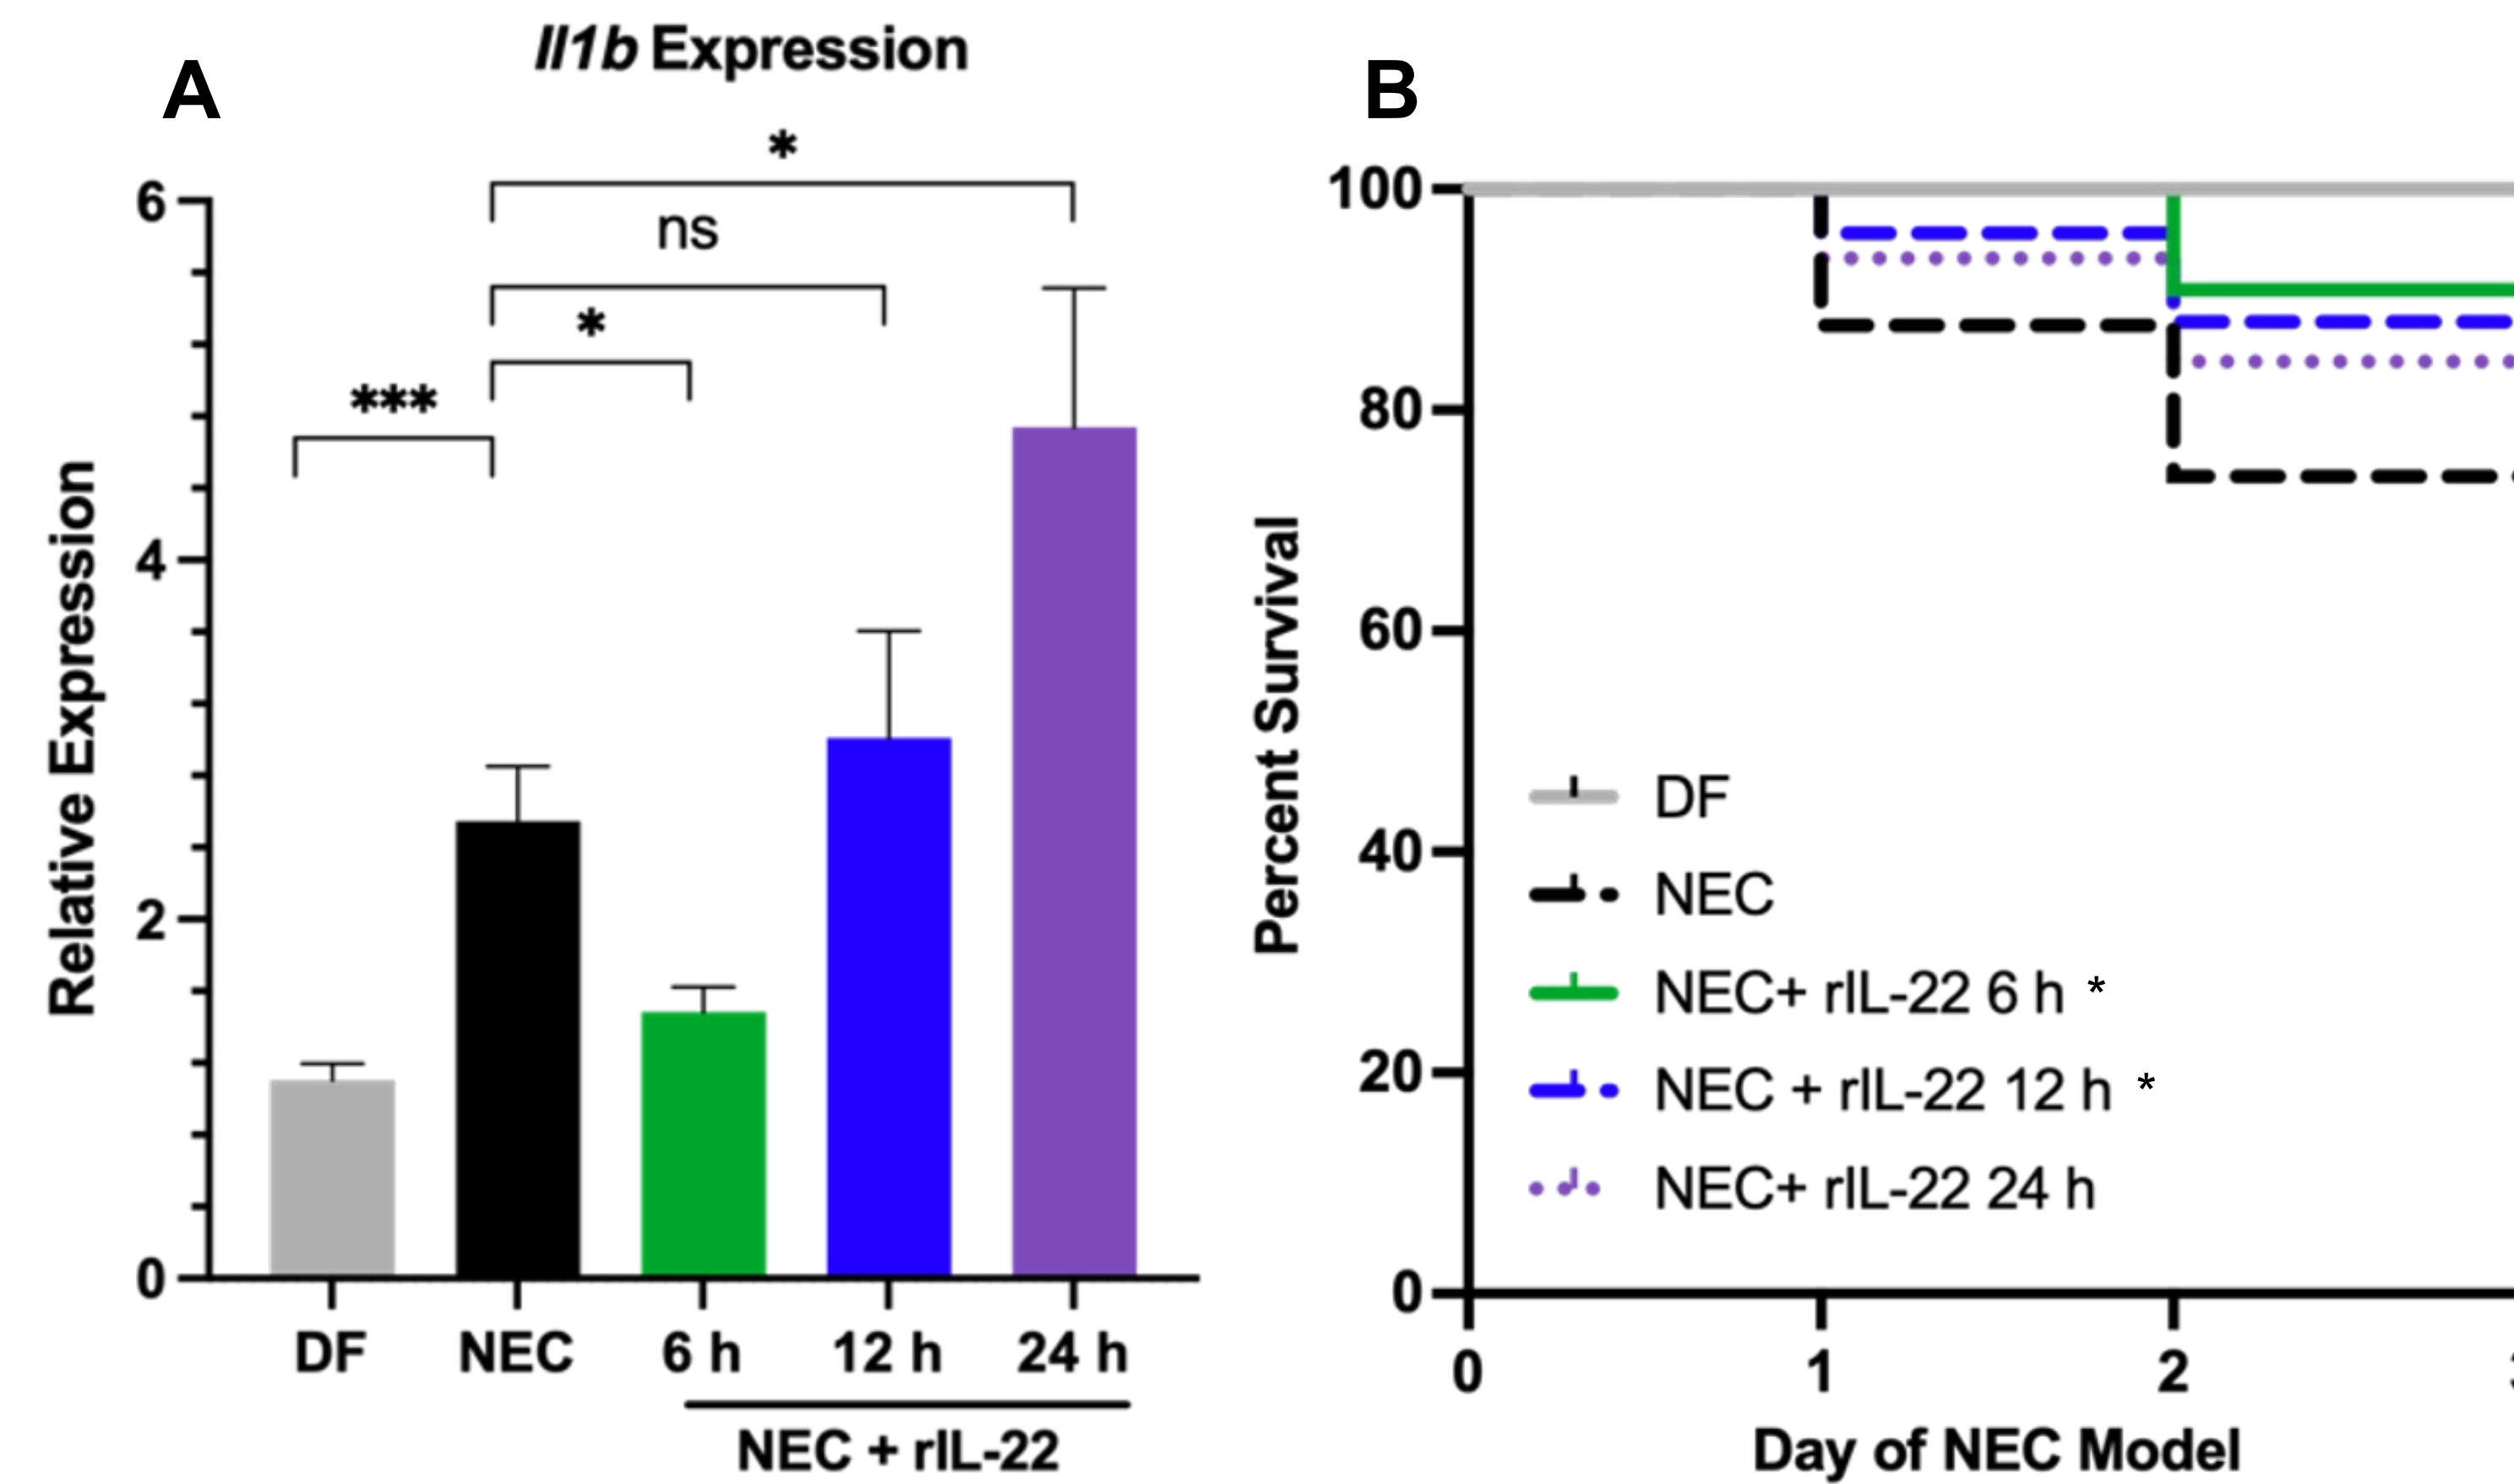 A
Il1b Expression
*
ns
*
***
6
4
2
0
Relative Expression
DF
NEC
6 h
12 h
24 h
NEC + rIL-22
B
100
80
60
40
20
0
Percent Survival
DF
NEC
NEC+ rIL-22 6 h *
NEC + rIL-22 12 h *
NEC+ rIL-22 24 h
0
1
2
Day of NEC Model